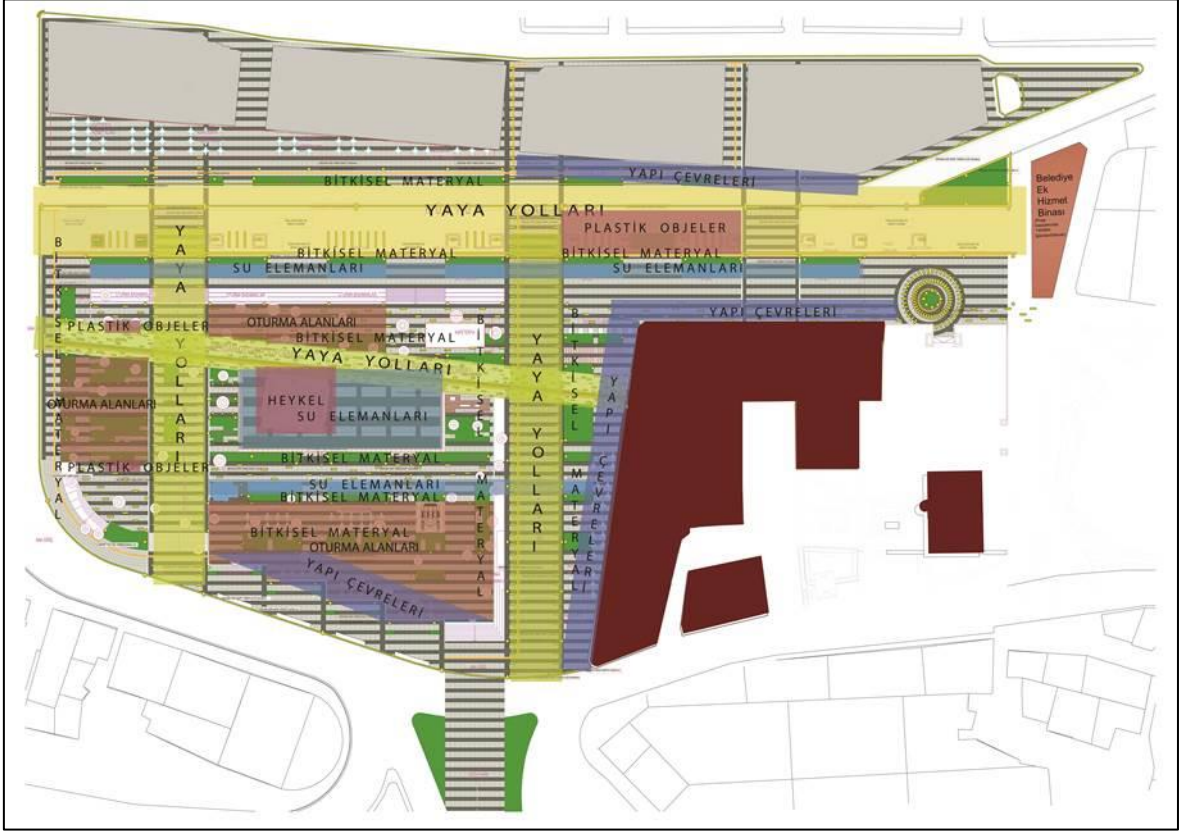 BİTKİSEL MATERYAL
YAPI ÇEVRELERİ
Belediye
Ek
Hizmet
Binası
YAYA YOLLARI
PLASTİK OBJELER
BİTKİSEL MATERYAL
BİTKİSEL MATERYAL
SU ELEMANLARI
SU ELEMANLARI
BİTKİSEL MATERYAL
YAYA YOLLARI
YAPI ÇEVRELERİ
PLASTİK OBJELER
OTURMA ALANLARI
BİTKİSEL MATERYAL
YAYA YOLLARI
BİTKİSEL MATERYAL
YAYA YOLLARI
BİTKİSEL MATERYAL
YAPI ÇEVRELERİ
OTURMA ALANLARI
HEYKEL
SU ELEMANLARI
PLASTİK OBJELER
BİTKİSEL MATERYAL
SU ELEMANLARI
BİTKİSEL MATERYAL
BİTKİSEL MATERYAL
OTURMA ALANLARI
YAPI ÇEVRELERİ